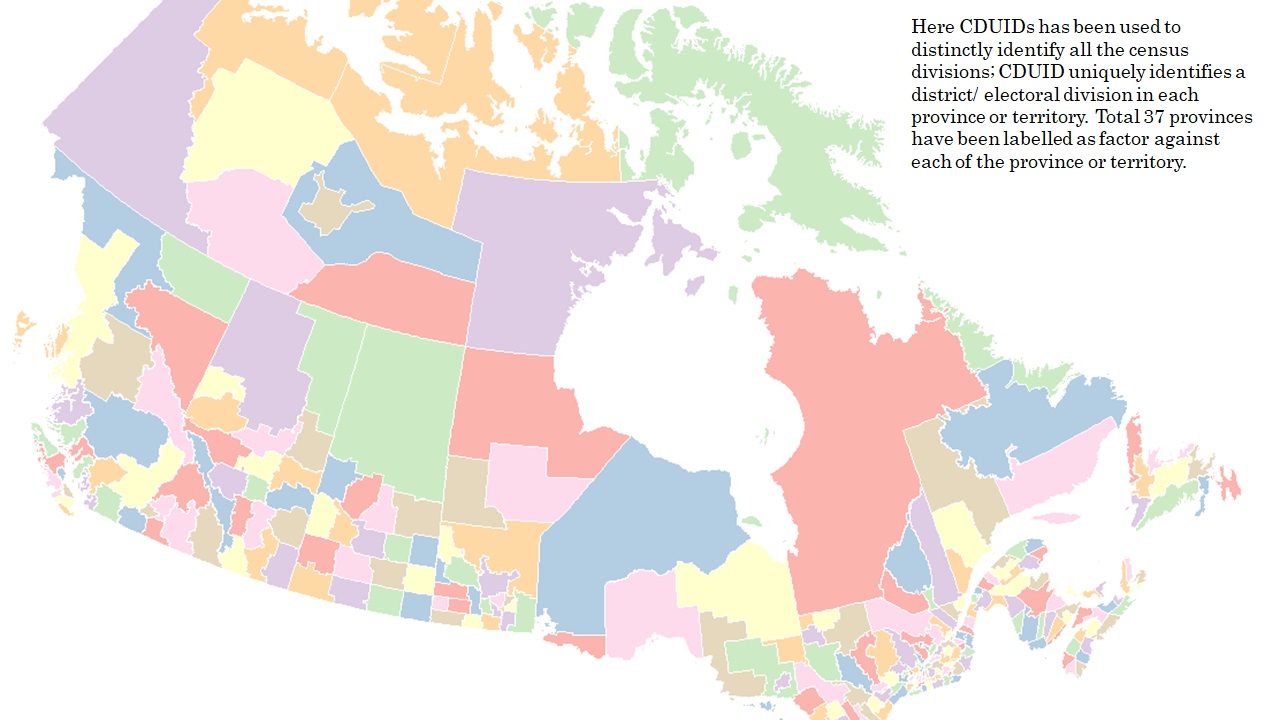 Here CDUIDs has been used to
distinctly identify all the census
divisions; CDUID uniquely identifies a
district/ electoral division in each
province or territory. Total 37 provinces
have been labelled as factor against
each of the province or territory.